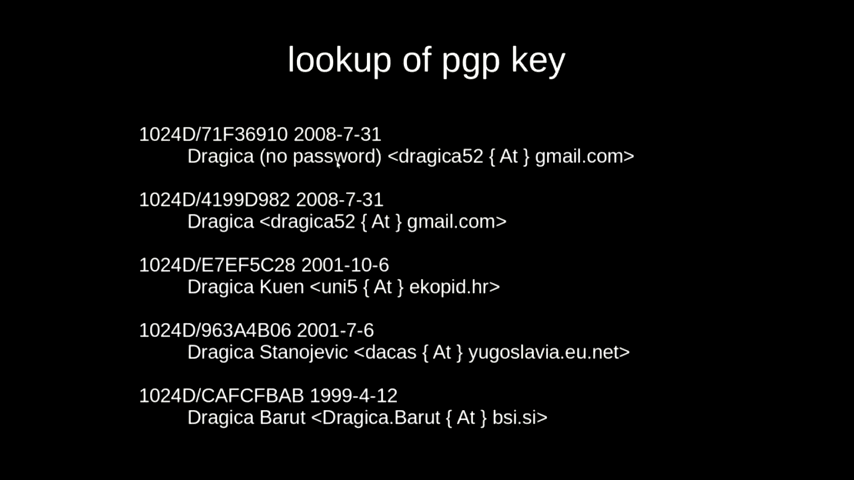 lookup of pgp key
1024D/71F36910 2008-7-31
Dragica (no password) <dragica52 { At } gmail.com>
1024D/4199D982 2008-7-31
Dragica <dragica52 { At } gmail.com>
1024D/E7EF5C28 2001-10-6
Dragica Kuen <uni5 { At } ekopid.hr>
1024D/963A4B06 2001-7-6
Dragica Stanojevic <dacas { At } yugoslavia.eu.net>
1024D/CAFCFBAB 1999-4-12
Dragica Barut <Dragica.Barut { At } bsi.si>